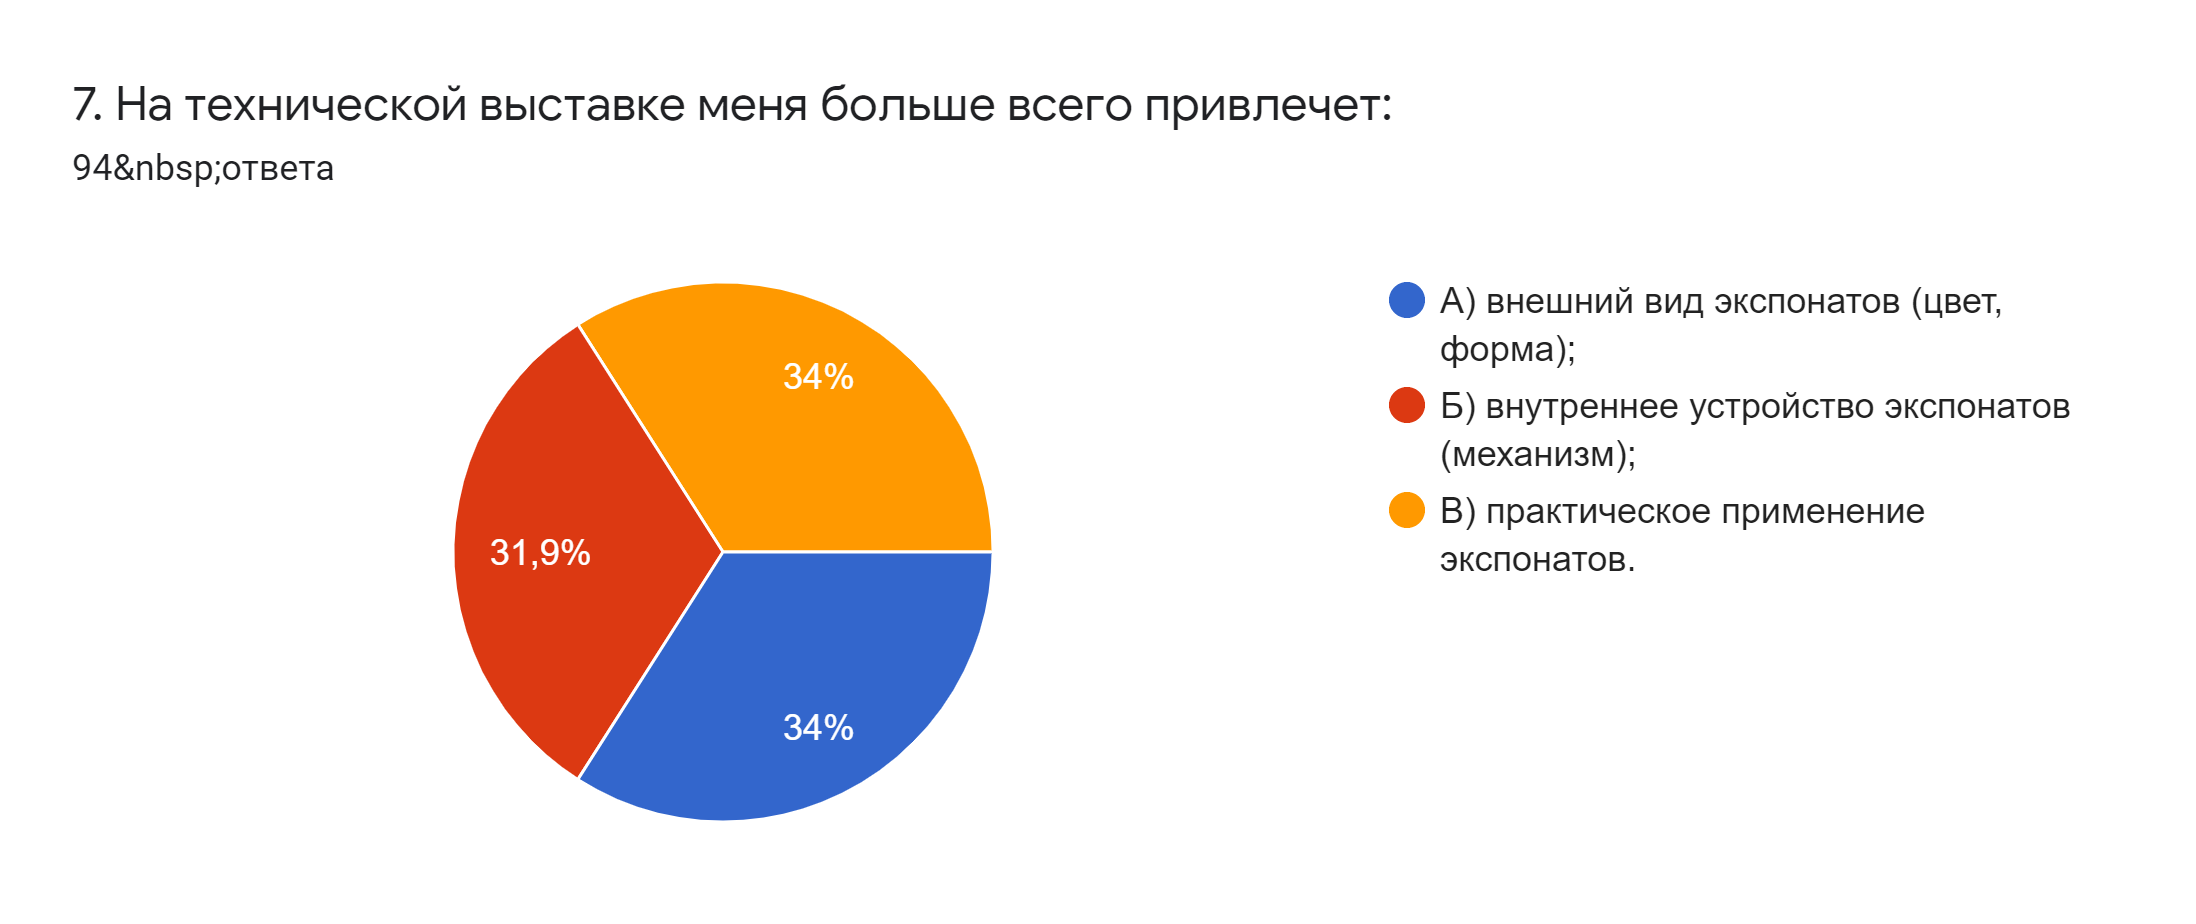 7. На технической выставке меня больше всего привлечет:
94&nbsp;ответа
34%
31,9%
34%
А) внешний вид экспонатов (цвет,
форма);
Б) внутреннее устройство экспонатов
(механизм);
В) практическое применение
экспонатов.